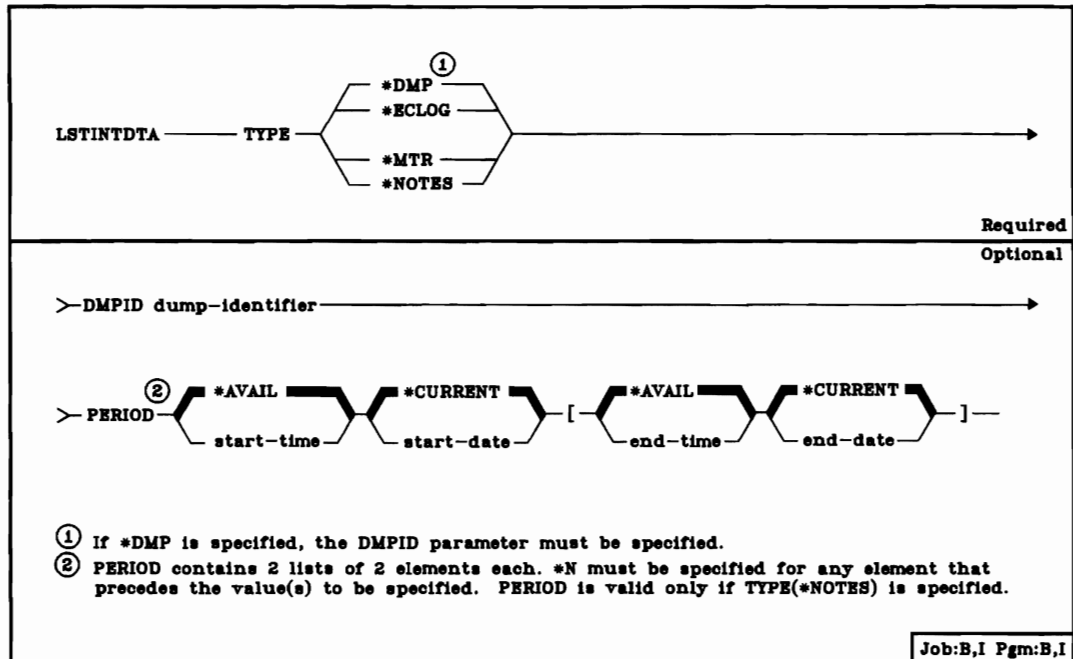 ①
*DMP
*ECLOG
LSTINTDTA TYPE
*MTR
*NOTES
Required
Optional
>DMPID dump-identifier
② *AVAIL *CURRENT *AVAIL *CURRENT
> PERIOD [ ]
start-time start-date end-time end-date
① If *DMP is specified, the DMPID parameter must be specified.
② PERIOD contains 2 lists of 2 elements each. *N must be specified for any element that
precedes the value(s) to be specified. PERIOD is valid only if TYPE(*NOTES) is specified.
Job:B,I Pgm:B,I